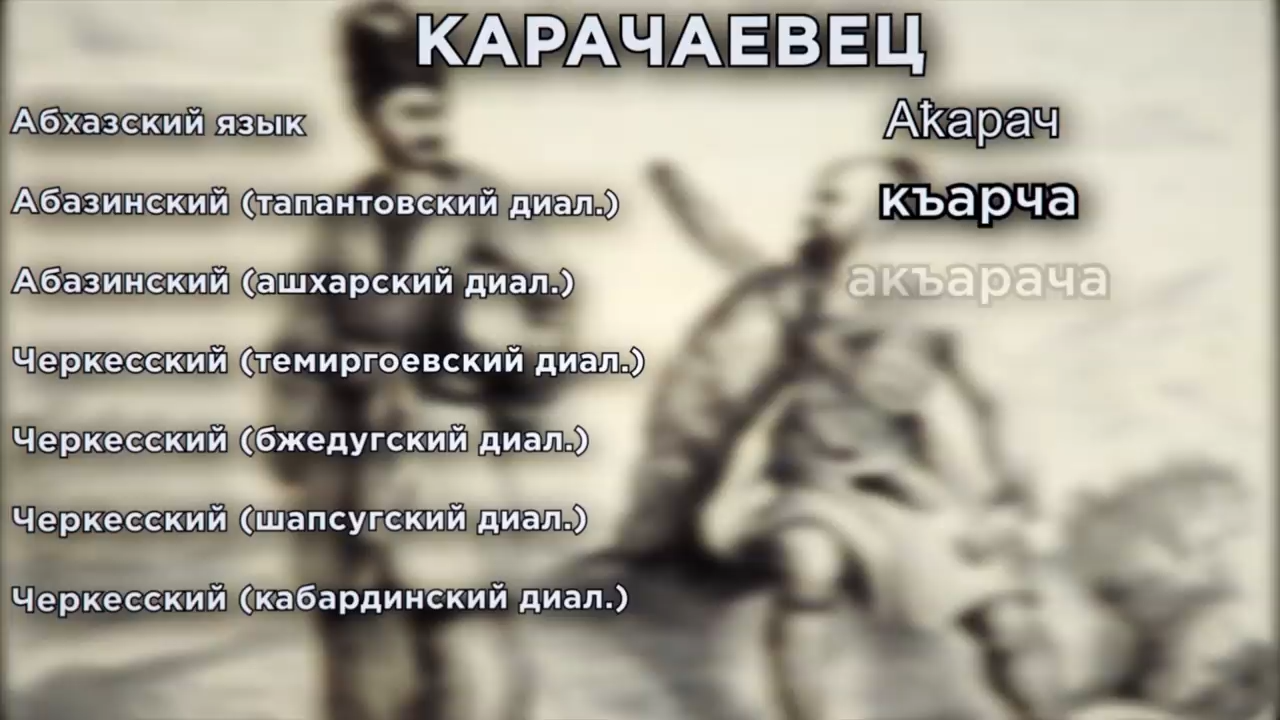 КАРАЧАЕВЕЦ
Абхазский язык Аҟарач
Абазинский (тапантовский диал.) къарча
Абазинский (ашхарский диал.) акъарача
Черкесский (темиргоевский диал.)
Черкесский (бжедугский диал.)
Черкесский (шапсугский диал.)
Черкесский (кабардинский диал.)